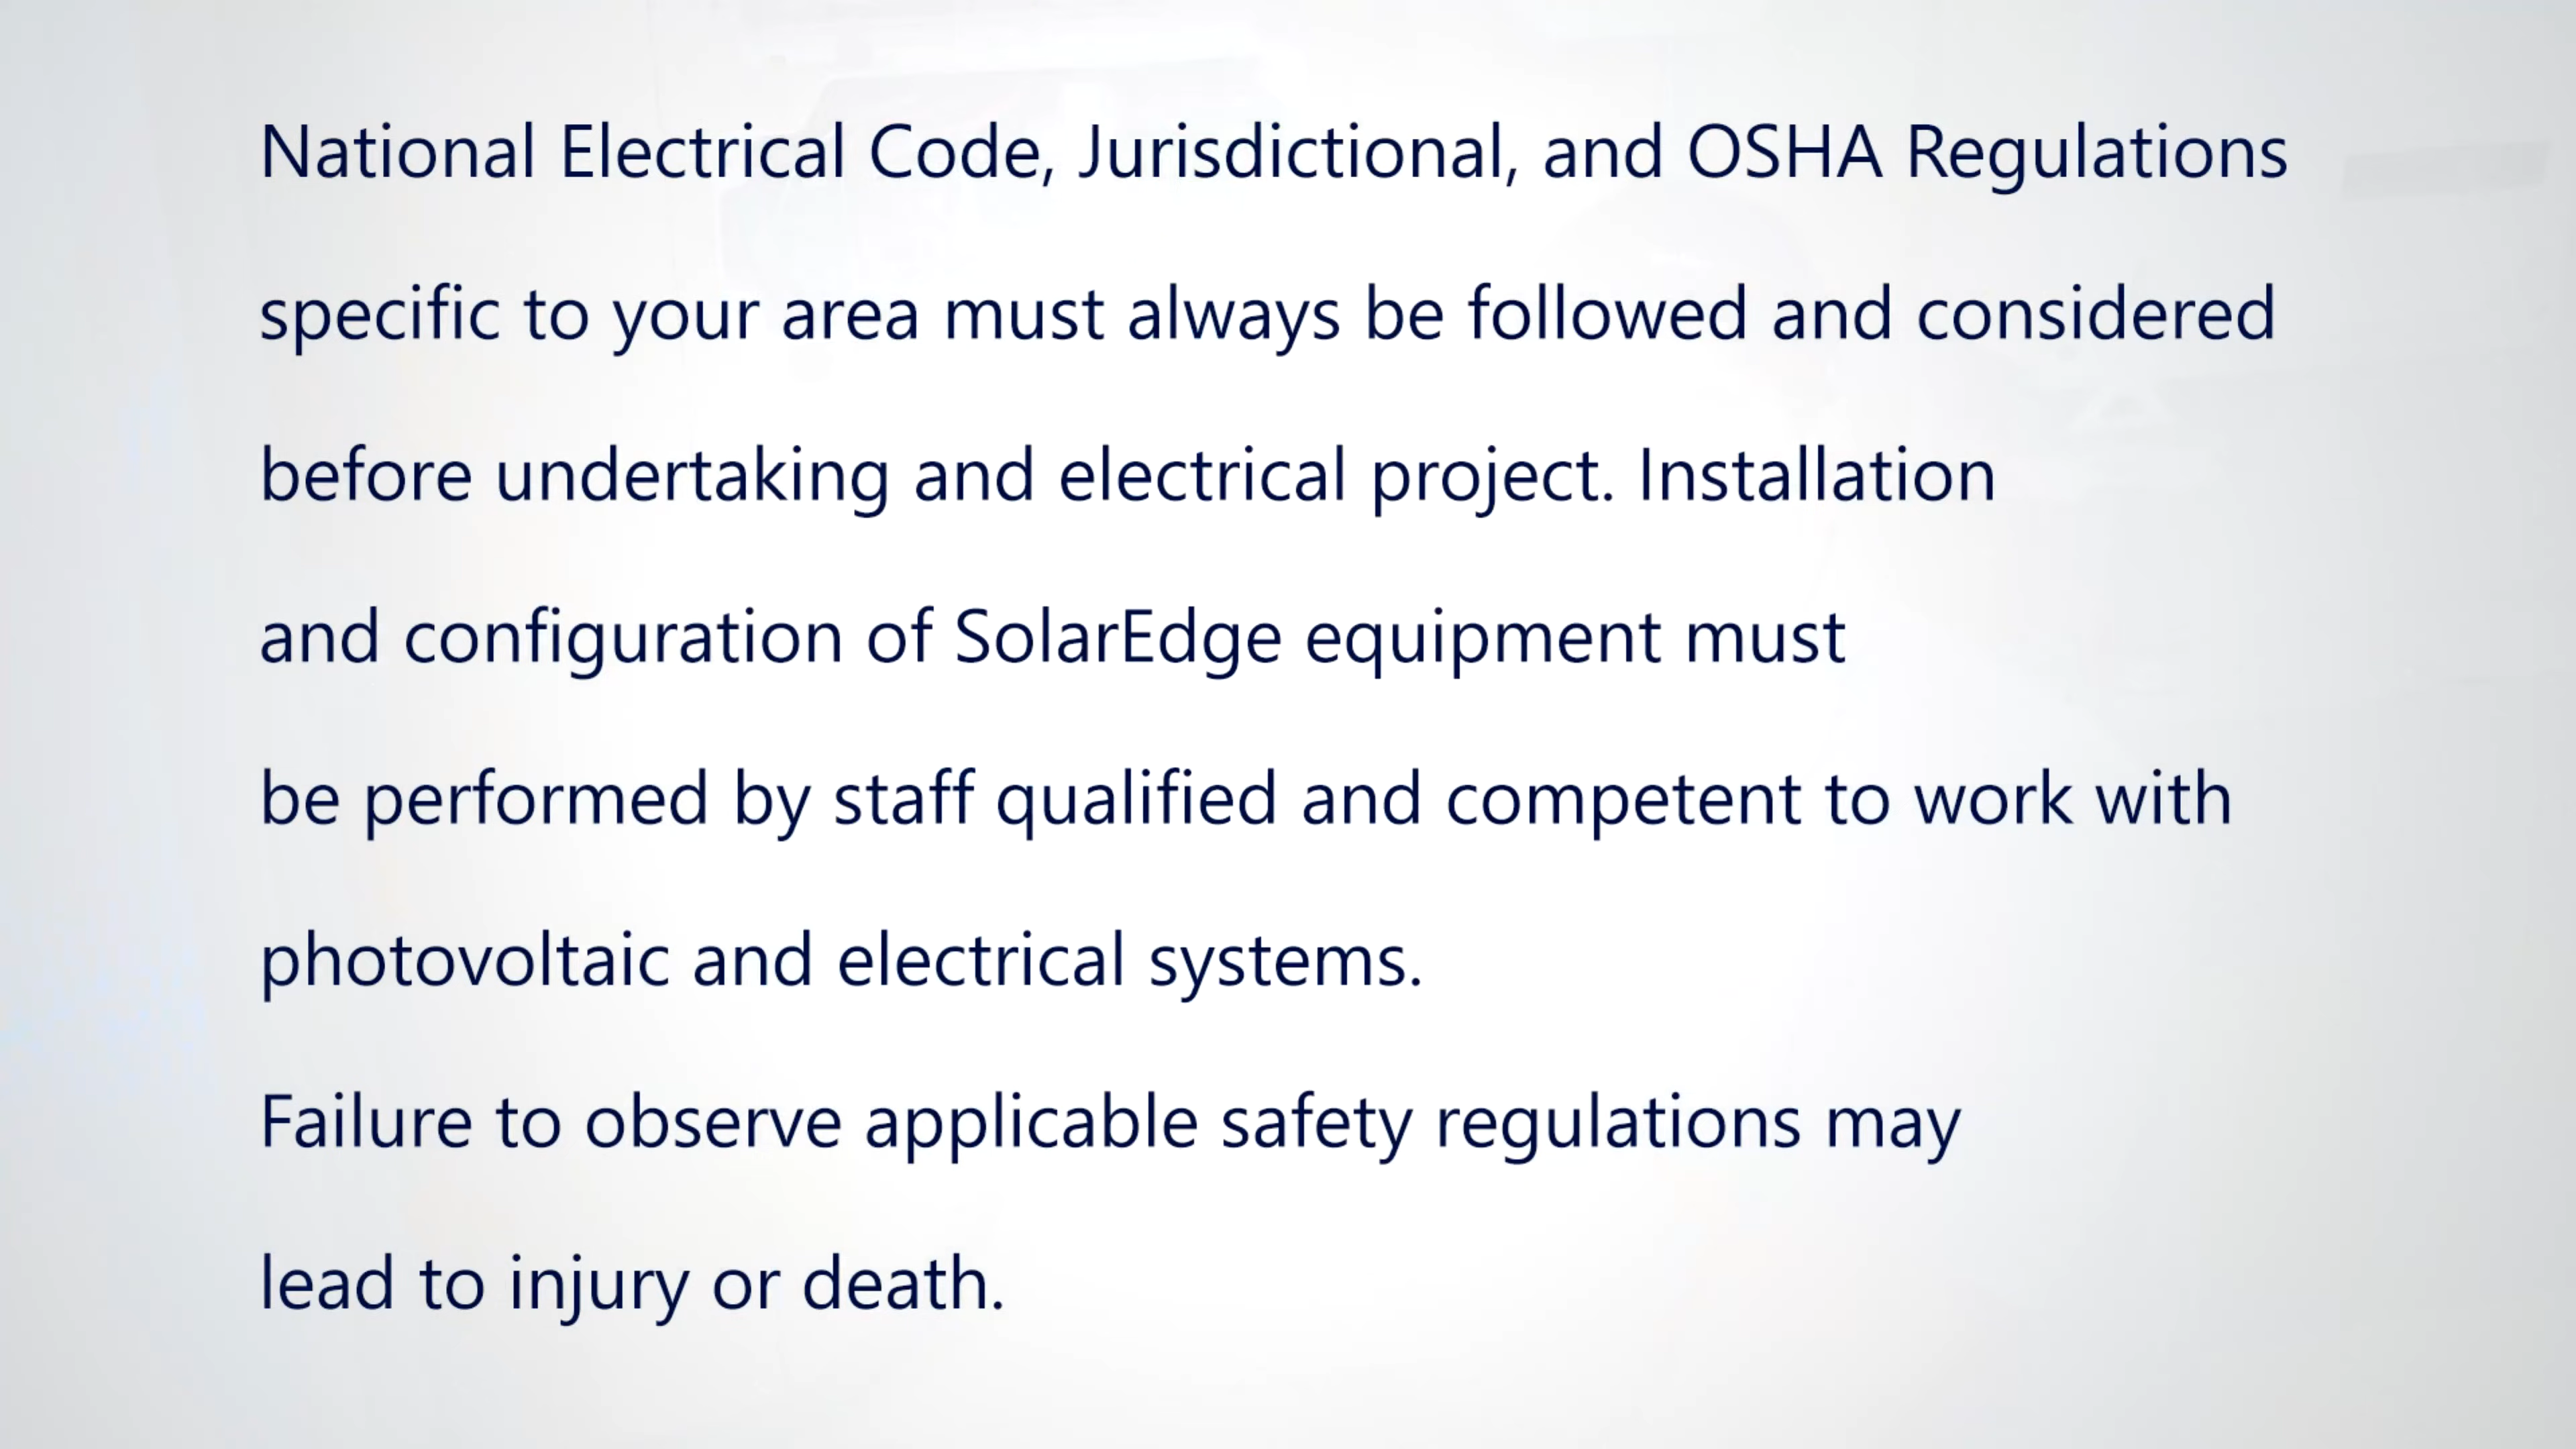 National Electrical Code, Jurisdictional, and OSHA Regulations
specific to your area must always be followed and considered
before undertaking and electrical project. Installation
and configuration of SolarEdge equipment must
be performed by staff qualified and competent to work with
photovoltaic and electrical systems.
Failure to observe applicable safety regulations may
lead to injury or death.